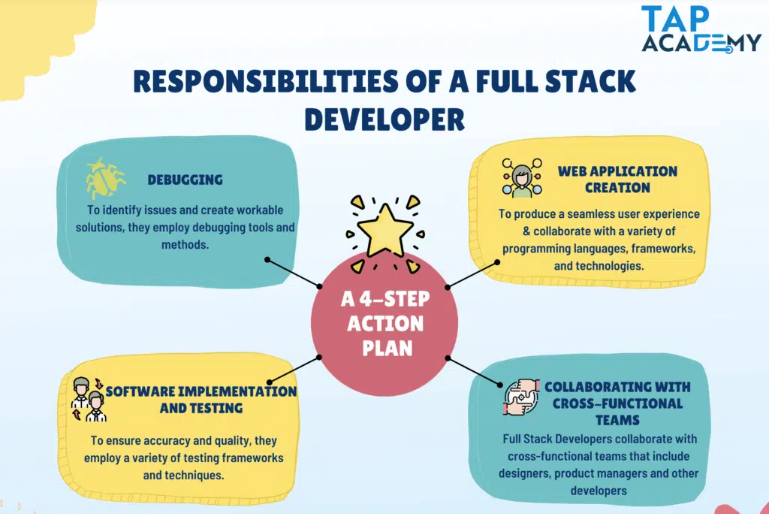 TAP
ACADEMY
RESPONSIBILITIES OF A FULL STACK
DEVELOPER
DEBUGGING
To identify issues and create workable
solutions, they employ debugging tools and
methods.
WEB APPLICATION
CREATION
To produce a seamless user experience
& collaborate with a variety of
programming languages, frameworks,
and technologies.
A 4-STEP
ACTION
PLAN
SOFTWARE IMPLEMENTATION
AND TESTING
To ensure accuracy and quality, they
employ a variety of testing frameworks
and techniques.
COLLABORATING WITH
CROSS-FUNCTIONAL
TEAMS
Full Stack Developers collaborate with
cross-functional teams that include
designers, product managers and other
developers